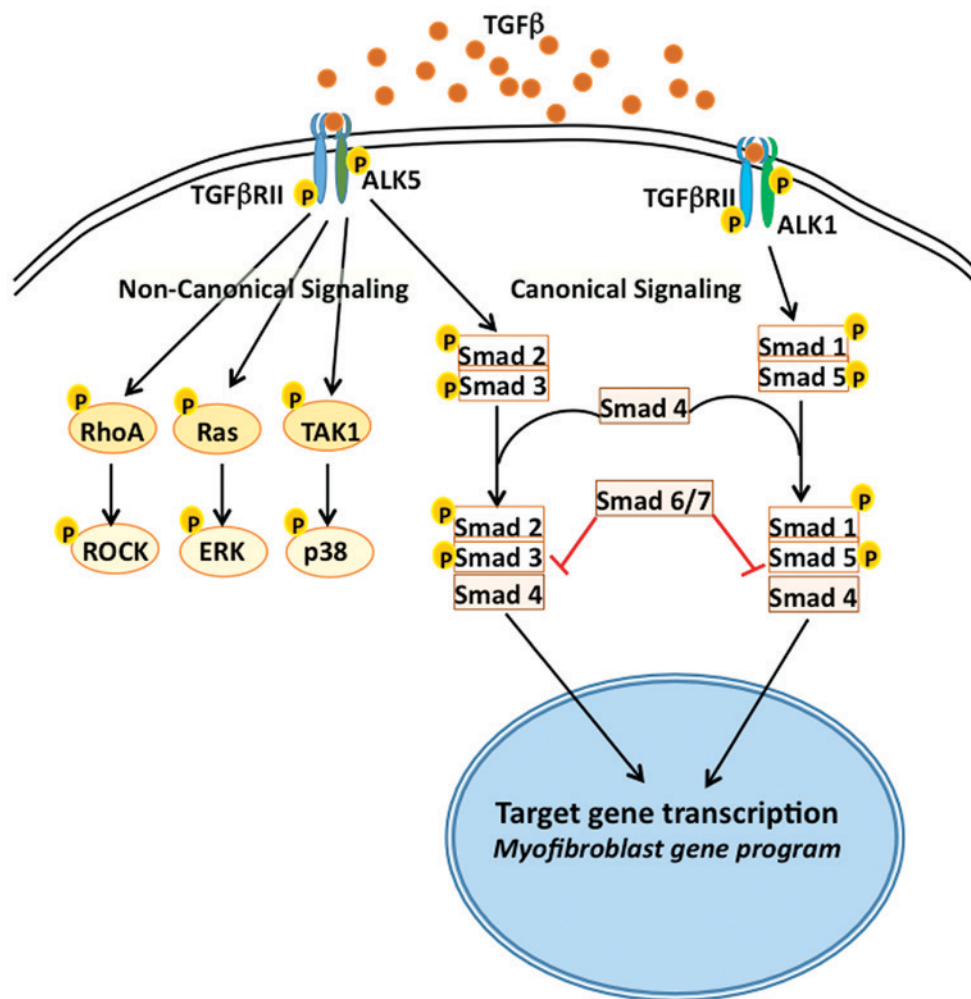 TGFβ
P
ALK5
P
TGFβRII
P
TGFβRII
P
ALK1
Non-Canonical Signaling
Canonical Signaling
P
Smad 2
P
Smad 3
P
Smad 1
Smad 5
P
Smad 4
P
RhoA
P
Ras
P
TAK1
P
ROCK
P
ERK
P
p38
P
Smad 2
P
Smad 3
Smad 4
Smad 6/7
P
Smad 1
Smad 5
P
Smad 4
Target gene transcription
Myofibroblast gene program